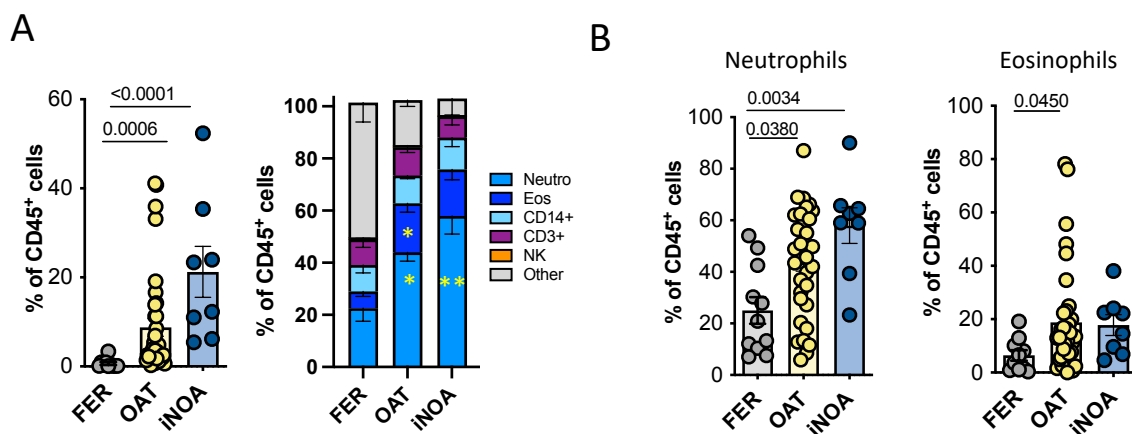 A
% of CD45+ cells
60
40
20
0
<0.0001
0.0006
FER
OAT
iNOA
% of CD45+ cells
100
80
60
40
20
0
*
*
**
FER
OAT
iNOA
Neutro
Eos
CD14+
CD3+
NK
Other
B
Neutrophils
% of CD45+ cells
100
80
60
40
20
0
0.0034
0.0380
FER
OAT
iNOA
Eosinophils
% of CD45+ cells
100
80
60
40
20
0
0.0450
FER
OAT
iNOA